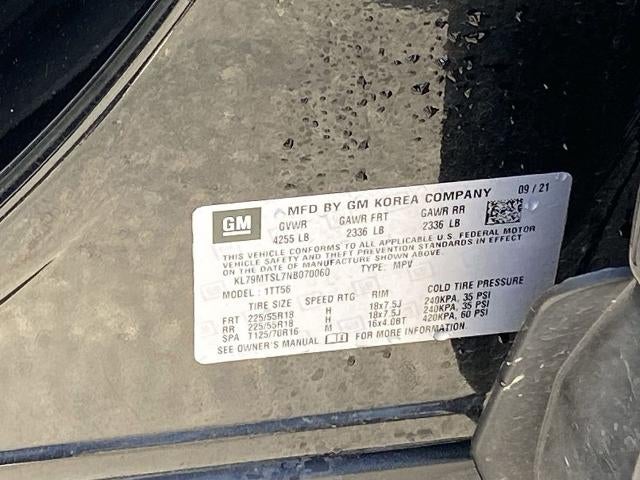 GM
MFD BY GM KOREA COMPANY 09 / 21
GVWR GAWR FRT GAWR RR
4255 LB 2336 LB 2336 LB
THIS VEHICLE CONFORMS TO ALL APPLICABLE U.S. FEDERAL MOTOR
VEHICLE SAFETY AND THEFT PREVENTION STANDARDS IN EFFECT
ON THE DATE OF MANUFACTURE SHOWN ABOVE.
KL79MTSL7NB070060 TYPE: MPV
MODEL: 1TT56
TIRE SIZE SPEED RTG RIM COLD TIRE PRESSURE
FRT 225/55R18 H 18x7.5J 240KPA, 35 PSI
RR 225/55R18 H 18x7.5J 240KPA, 35 PSI
SPA T125/70R16 M 16x4.0BT 420KPA, 60 PSI
SEE OWNER'S MANUAL FOR MORE INFORMATION.